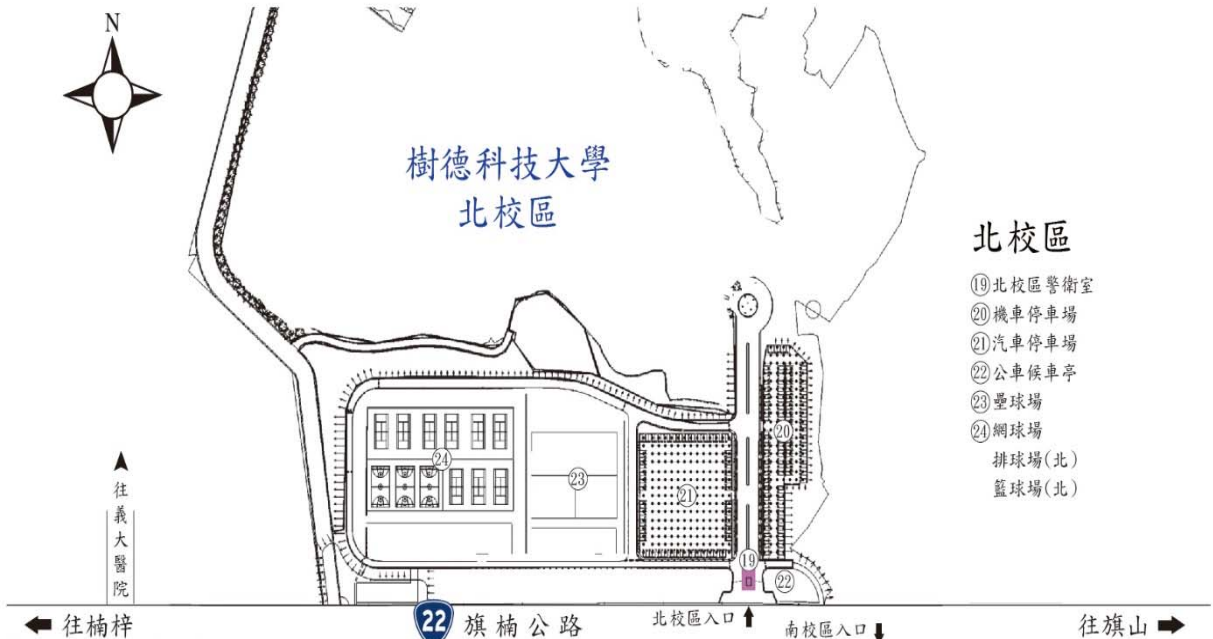 N
樹德科技大學
北校區
北校區
⑲北校區警衛室
⑳機車停車場
㉑汽車停車場
㉒公車候車亭
㉓壘球場
㉔網球場
排球場(北)
籃球場(北)
⑳
㉔
㉓
㉑
⑲
㉒
往義大醫院
往楠梓
22
旗楠公路
北校區入口
南校區入口
往旗山